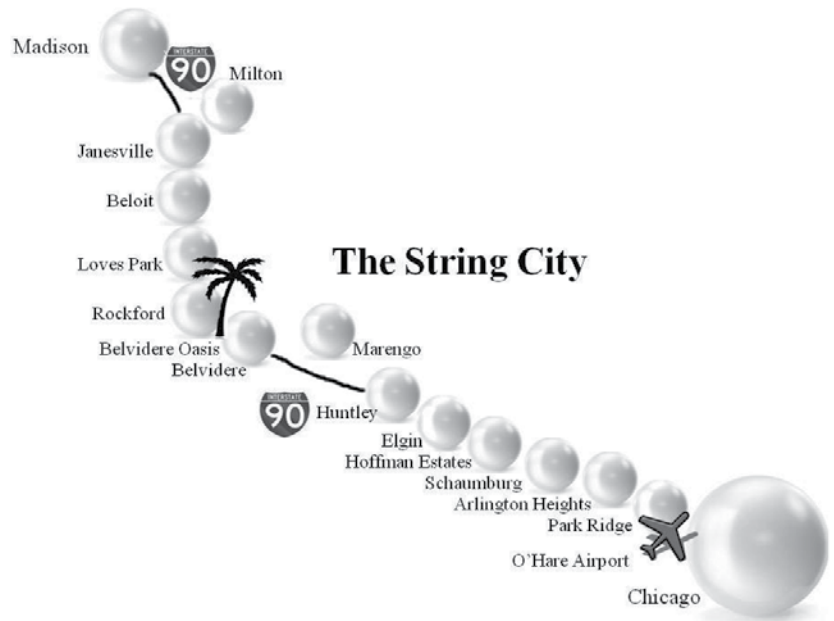 Madison
INTERSTATE
90
Milton
Janesville
Beloit
Loves Park
The String City
Rockford
Belvidere Oasis
Belvidere
Marengo
INTERSTATE
90
Huntley
Elgin
Hoffman Estates
Schaumburg
Arlington Heights
Park Ridge
O'Hare Airport
Chicago